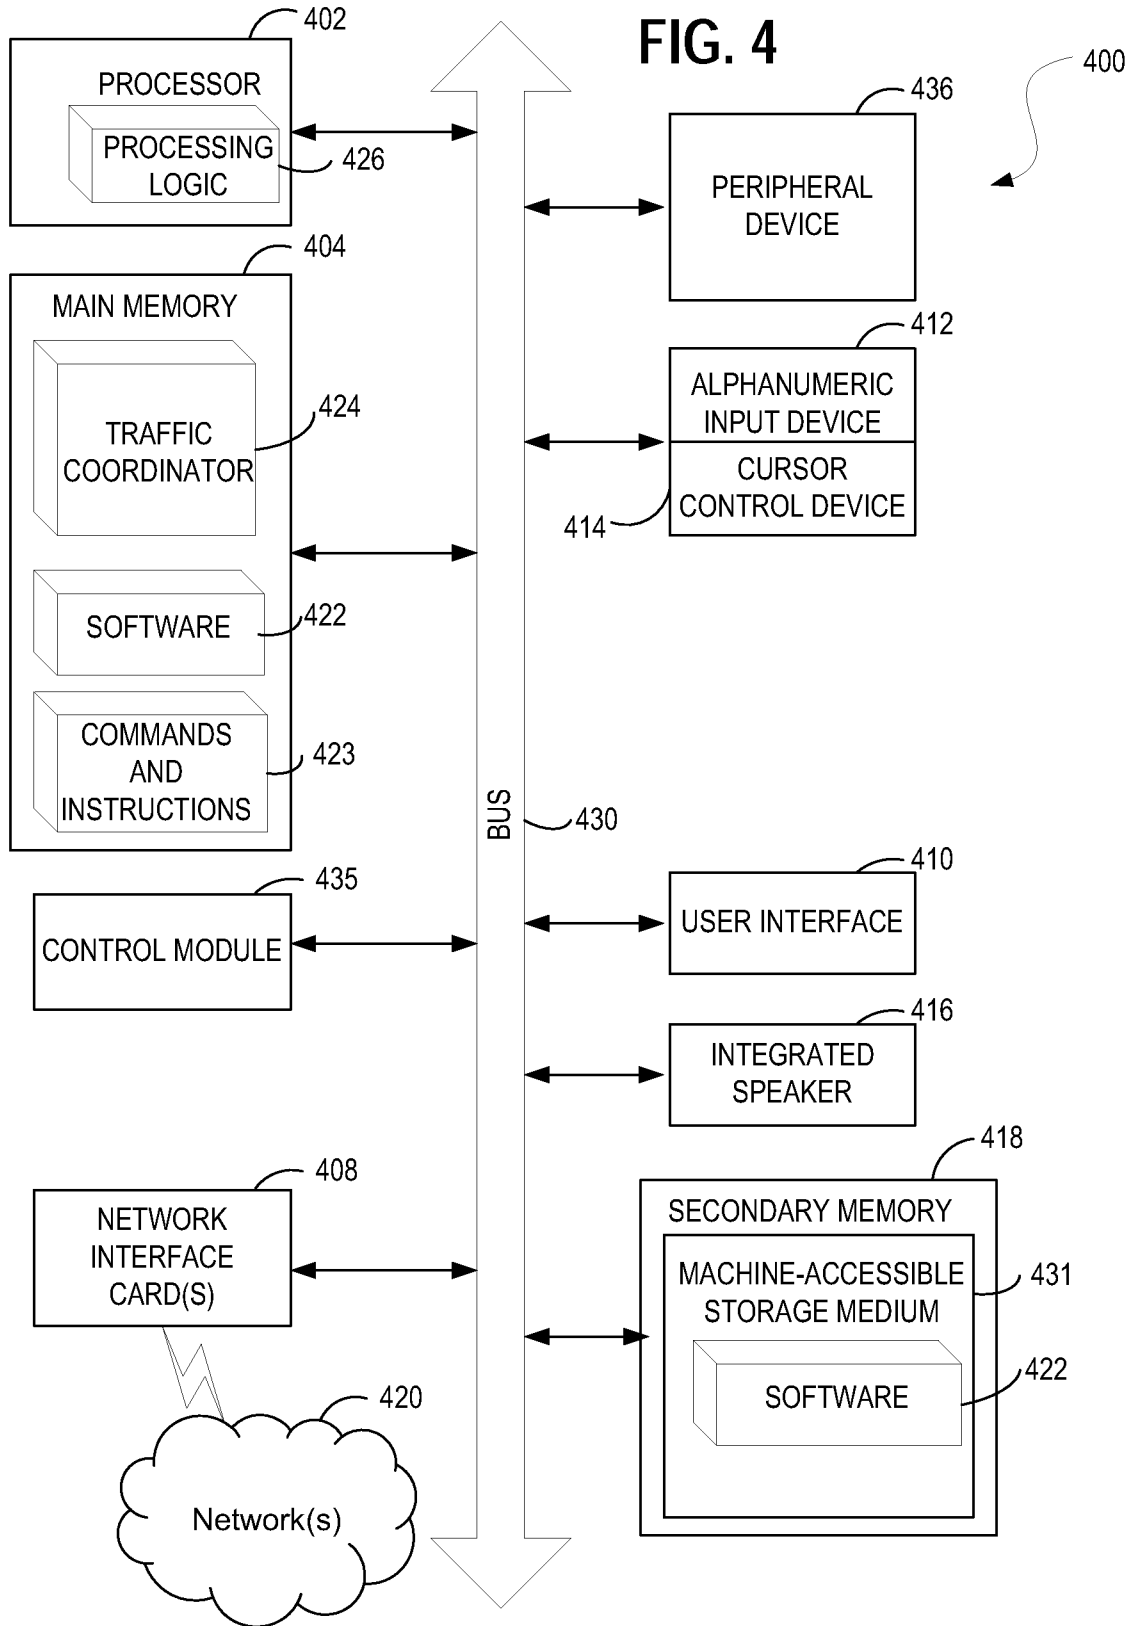 FIG. 4
400
402
PROCESSOR
PROCESSING
LOGIC
426
404
MAIN MEMORY
TRAFFIC
COORDINATOR
424
SOFTWARE
422
COMMANDS
AND
INSTRUCTIONS
423
435
CONTROL MODULE
408
NETWORK
INTERFACE
CARD(S)
420
Network(s)
BUS
430
436
PERIPHERAL
DEVICE
412
ALPHANUMERIC
INPUT DEVICE
CURSOR
CONTROL DEVICE
414
410
USER INTERFACE
416
INTEGRATED
SPEAKER
418
SECONDARY MEMORY
MACHINE-ACCESSIBLE
STORAGE MEDIUM
431
SOFTWARE
422